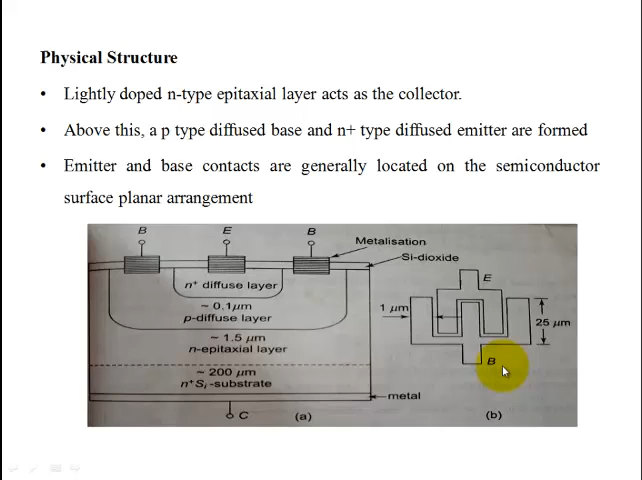 Physical Structure
• Lightly doped n-type epitaxial layer acts as the collector.
• Above this, a p type diffused base and n+ type diffused emitter are formed
• Emitter and base contacts are generally located on the semiconductor
surface planar arrangement
B E B
Metalisation
Si-dioxide
n⁺ diffuse layer
~ 0.1μm
p-diffuse layer
~ 1.5 μm
n-epitaxial layer
~ 200 μm
n⁺Si-substrate
metal
C (a)
E
1 μm
25 μm
B
(b)